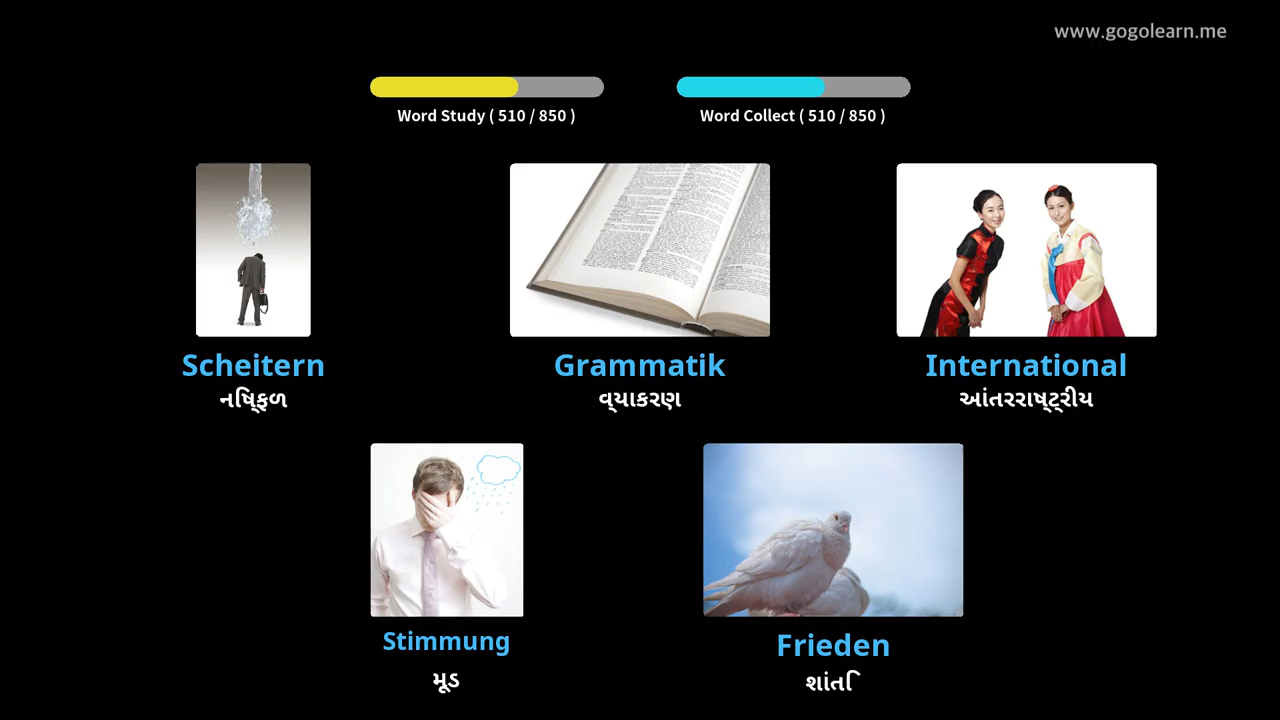 www.gogolearn.me
Word Study ( 510 / 850 )
Word Collect ( 510 / 850 )
Scheitern
નિષ્ફળ
Grammatik
વ્યાકરણ
International
આંતરરાષ્ટ્રીય
Stimmung
મૂડ
Frieden
શાંતિ